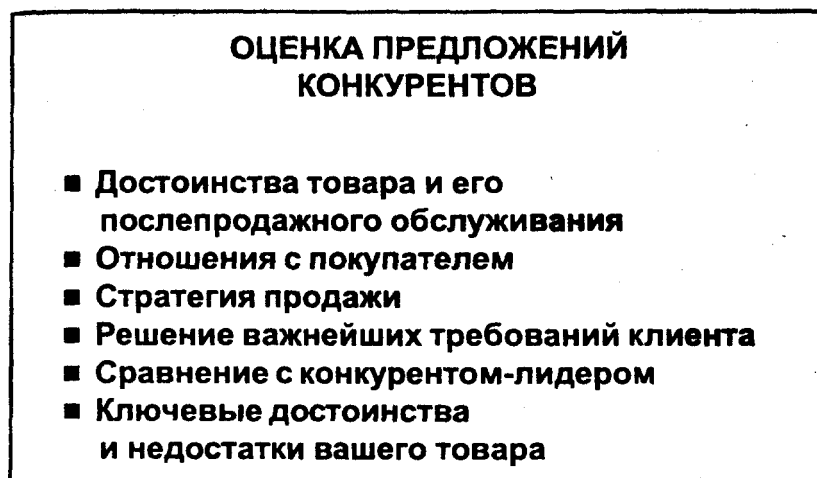 ОЦЕНКА ПРЕДЛОЖЕНИЙ
КОНКУРЕНТОВ
■ Достоинства товара и его
послепродажного обслуживания
■ Отношения с покупателем
■ Стратегия продажи
■ Решение важнейших требований клиента
■ Сравнение с конкурентом-лидером
■ Ключевые достоинства
и недостатки вашего товара